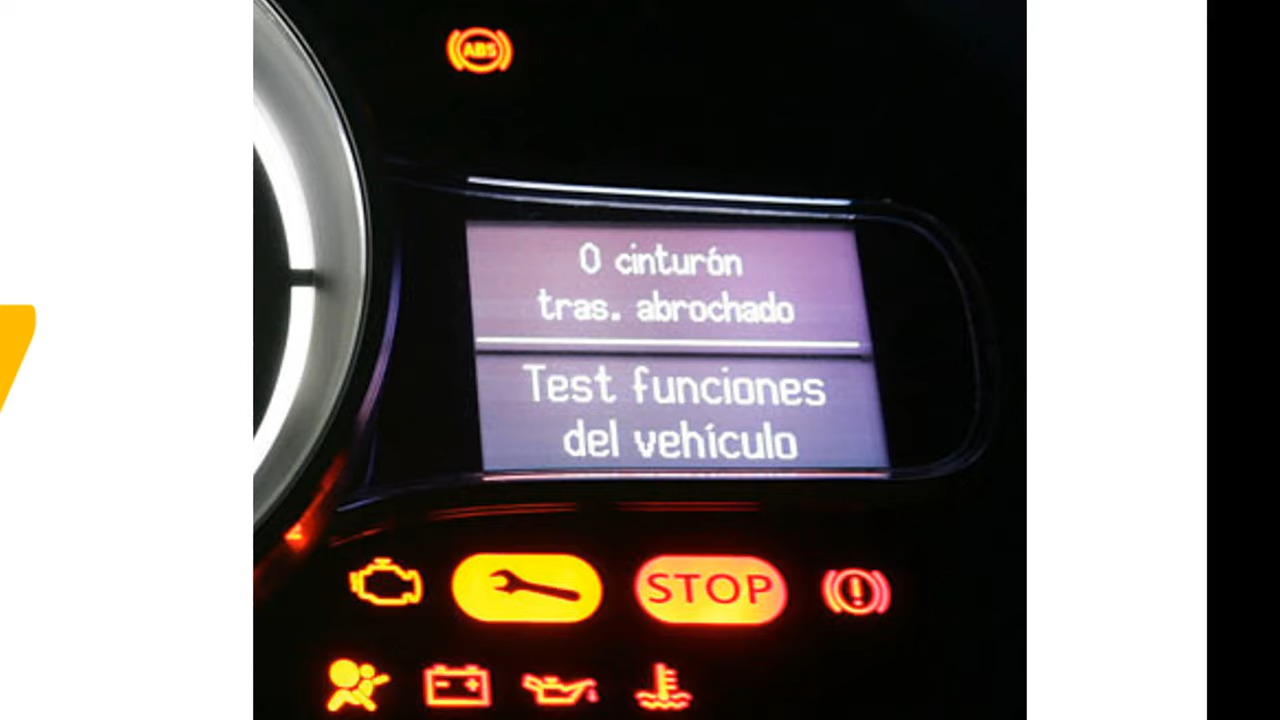 ABS
0 cinturón
tras. abrochado
Test funciones
del vehículo
STOP